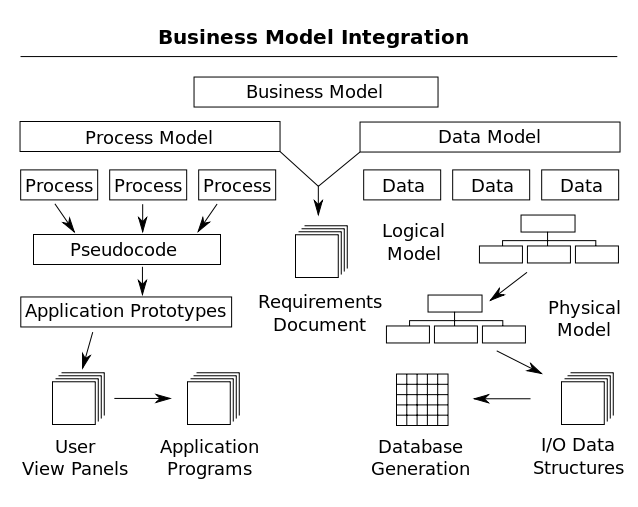 Business Model Integration
Business Model
Process Model
Data Model
Process
Process
Process
Data
Data
Data
Pseudocode
Logical
Model
Application Prototypes
Requirements
Document
Physical
Model
User
View Panels
Application
Programs
Database
Generation
I/O Data
Structures